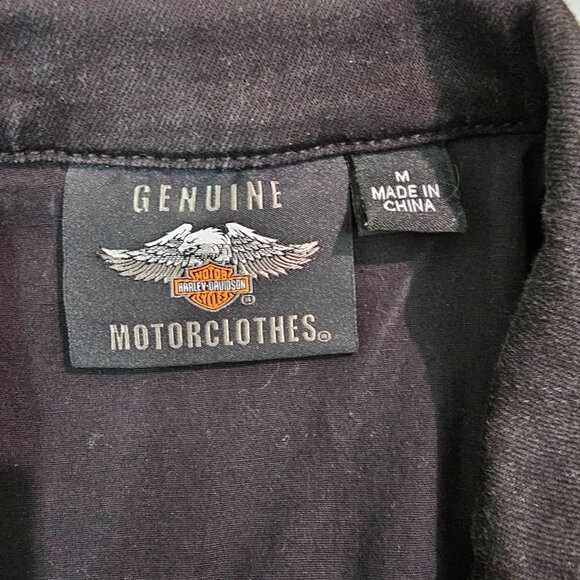 GENUINE
MOTOR
HARLEY-DAVIDSON
CYCLES
®
MOTORCLOTHES®
M
MADE IN
CHINA